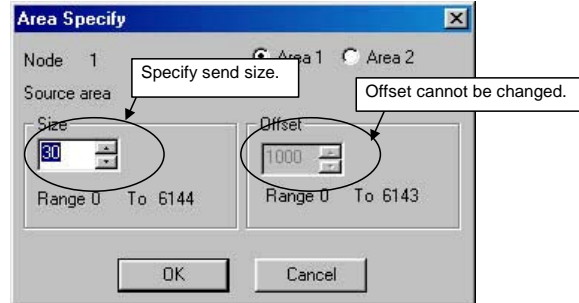 Area Specify
Node 1
Area 1 Area 2
Specify send size.
Source area
Offset cannot be changed.
Size
30
Range 0 To 6144
Offset
1000
Range 0 To 6143
OK
Cancel